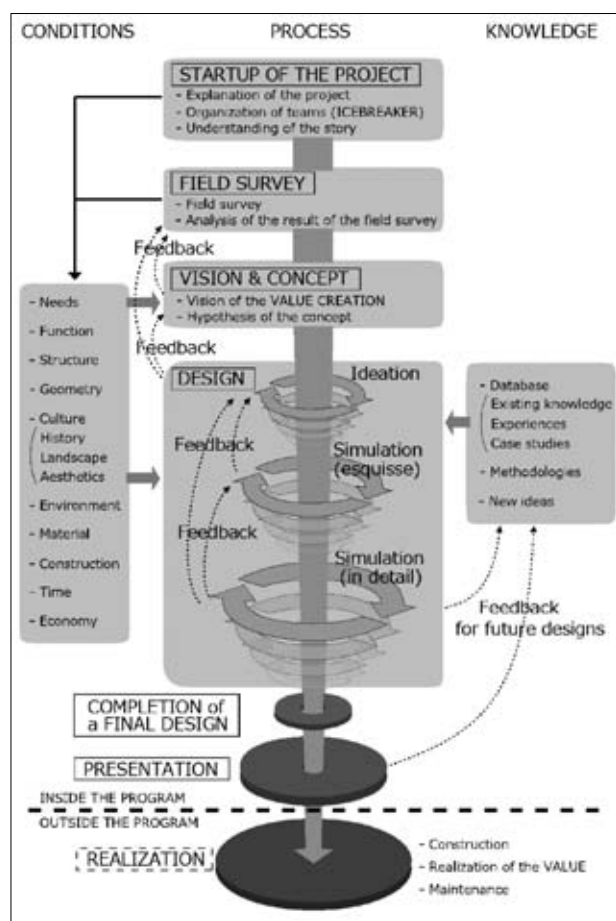 CONDITIONS
PROCESS
KNOWLEDGE
STARTUP OF THE PROJECT
- Explanation of the project
- Organization of teams (ICEBREAKER)
- Understanding of the story
FIELD SURVEY
- Field survey
- Analysis of the result of the field survey
Feedback
VISION & CONCEPT
- Vision of the VALUE CREATION
- Hypothesis of the concept
Feedback
- Needs
- Function
- Structure
- Geometry
- Culture
History
Landscape
Aesthetics
- Environment
- Material
- Construction
- Time
- Economy
DESIGN
Ideation
Feedback
Simulation
(esquisse)
Feedback
Simulation
(in detail)
- Database
Existing knowledge
Experiences
Case studies
- Methodologies
- New ideas
Feedback
for future designs
COMPLETION of
a FINAL DESIGN
PRESENTATION
INSIDE THE PROGRAM
OUTSIDE THE PROGRAM
REALIZATION
- Construction
- Realization of the VALUE
- Maintenance